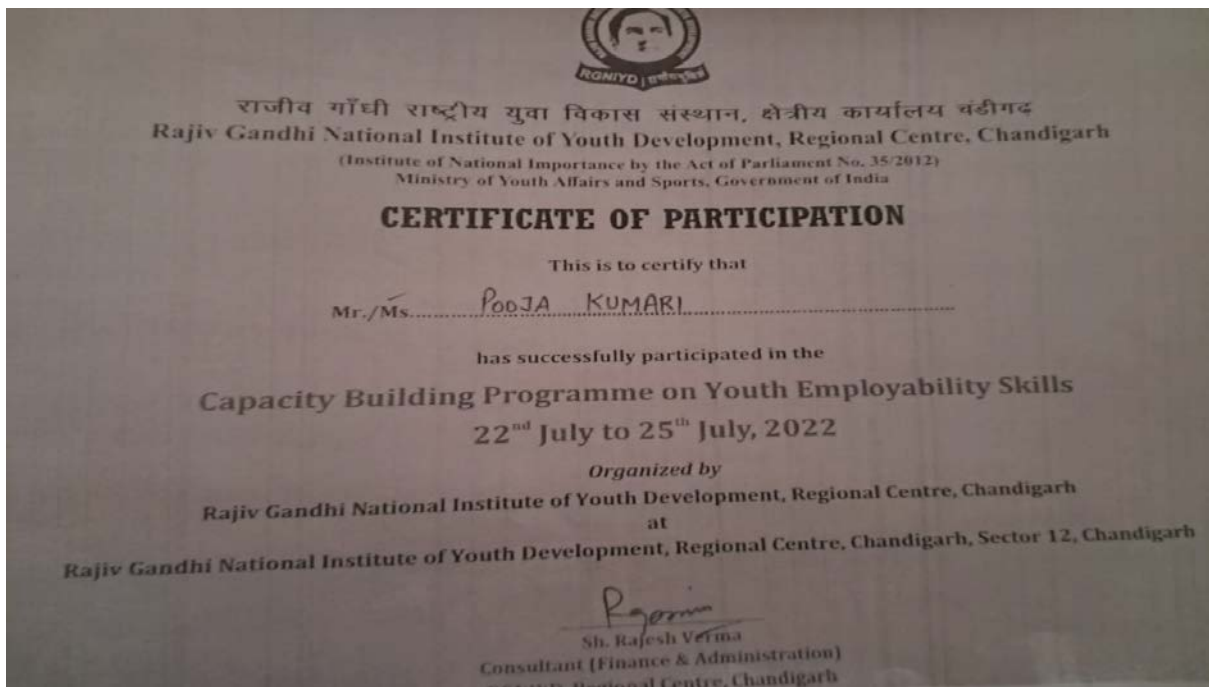 RGNIYD
राजीव गाँधी राष्ट्रीय युवा विकास संस्थान, क्षेत्रीय कार्यालय चंडीगढ
Rajiv Gandhi National Institute of Youth Development, Regional Centre, Chandigarh
(Institute of National Importance by the Act of Parliament No. 35/2012)
Ministry of Youth Affairs and Sports, Government of India
CERTIFICATE OF PARTICIPATION
This is to certify that
Mr./Ms. POOJA KUMARI
has successfully participated in the
Capacity Building Programme on Youth Employability Skills
22nd July to 25th July, 2022
Organized by
Rajiv Gandhi National Institute of Youth Development, Regional Centre, Chandigarh
at
Rajiv Gandhi National Institute of Youth Development, Regional Centre, Chandigarh, Sector 12, Chandigarh
Sh. Rajesh Verma
Consultant (Finance & Administration)
Regional Centre, Chandigarh